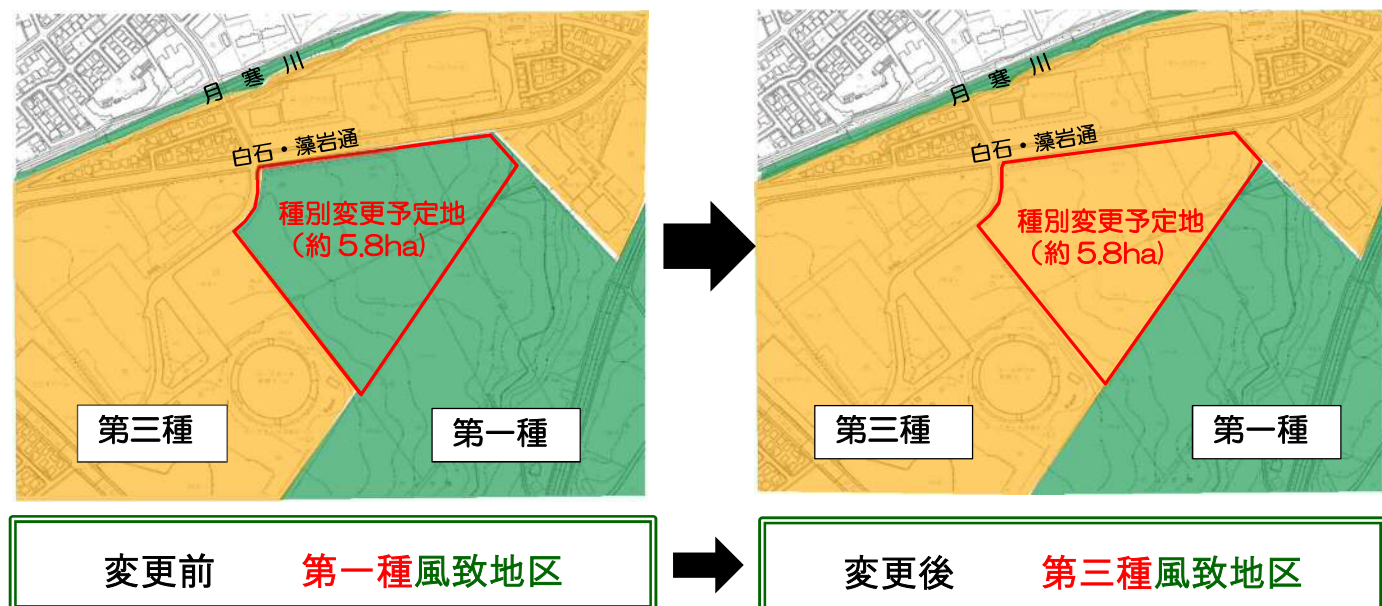 月寒川
白石・藻岩通
種別変更予定地
（約5.8ha）
第三種
第一種
月寒川
白石・藻岩通
種別変更予定地
（約5.8ha）
第三種
第一種
変更前 第一種風致地区
変更後 第三種風致地区